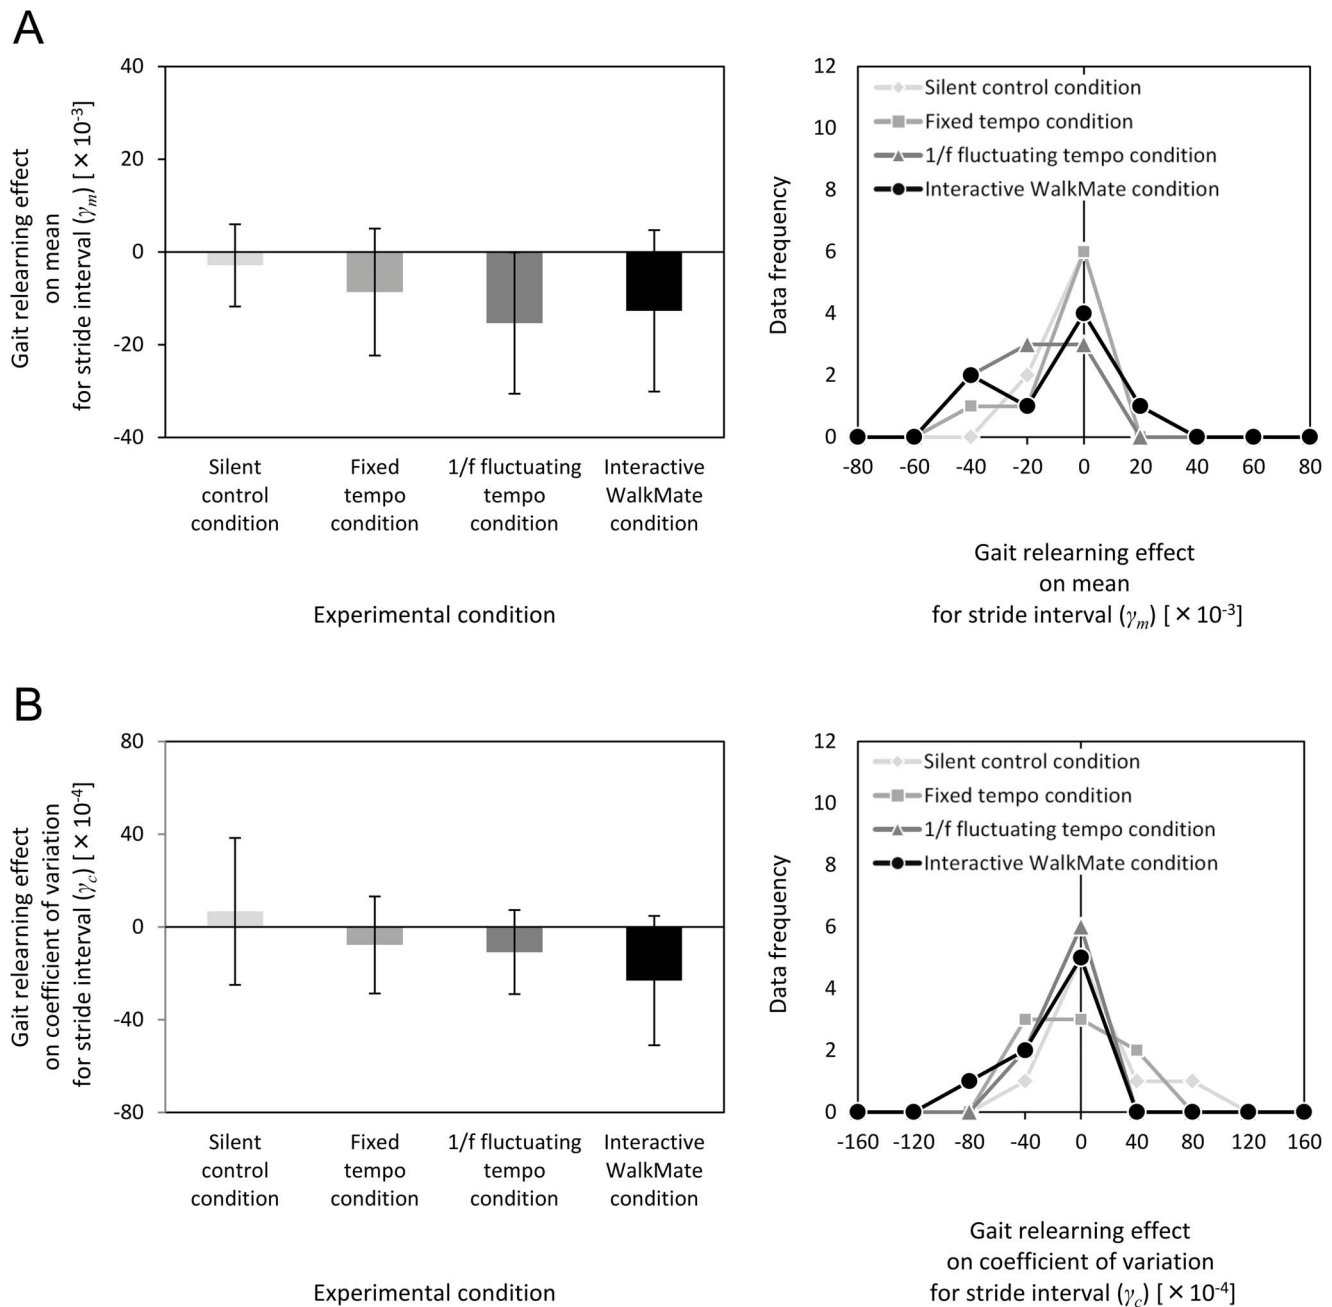 A
Gait relearning effect
on mean
for stride interval (γm) [ × 10-3]
40
20
0
-20
-40
Silent
control
condition
Fixed
tempo
condition
1/f fluctuating
tempo
condition
Interactive
WalkMate
condition
Experimental condition
Data frequency
12
10
8
6
4
2
0
Silent control condition
Fixed tempo condition
1/f fluctuating tempo condition
Interactive WalkMate condition
-80 -60 -40 -20 0 20 40 60 80
Gait relearning effect
on mean
for stride interval (γm) [ × 10-3]
B
Gait relearning effect
on coefficient of variation
for stride interval (γc) [ × 10-4]
80
40
0
-40
-80
Silent
control
condition
Fixed
tempo
condition
1/f fluctuating
tempo
condition
Interactive
WalkMate
condition
Experimental condition
Data frequency
12
10
8
6
4
2
0
Silent control condition
Fixed tempo condition
1/f fluctuating tempo condition
Interactive WalkMate condition
-160 -120 -80 -40 0 40 80 120 160
Gait relearning effect
on coefficient of variation
for stride interval (γc) [ × 10-4]